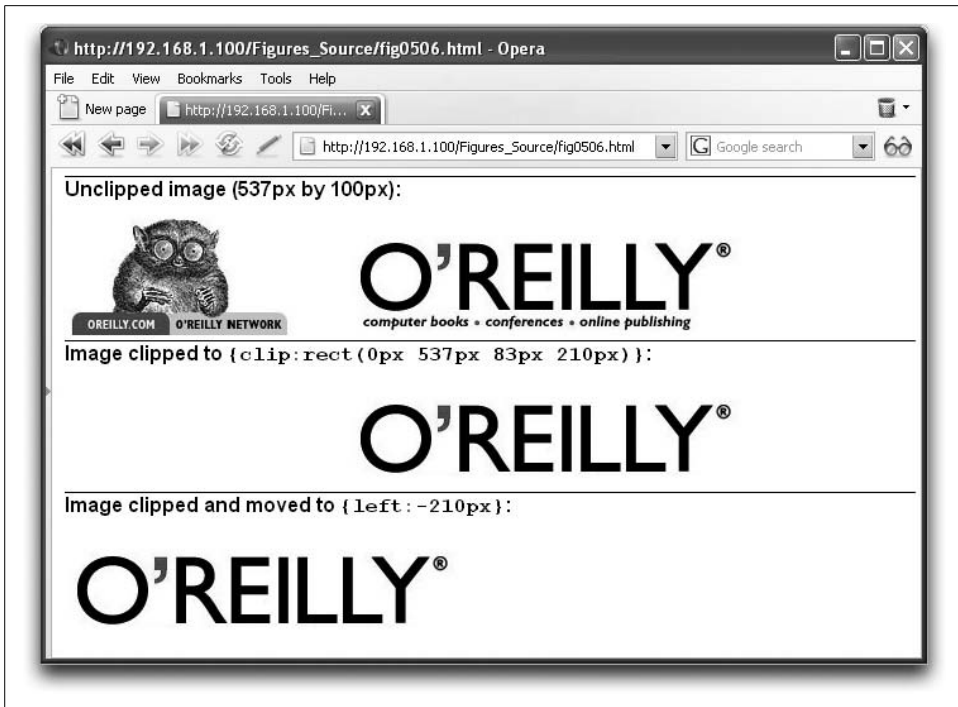 http://192.168.1.100/Figures_Source/fig0506.html - Opera
File Edit View Bookmarks Tools Help
New page http://192.168.1.100/Fi...
http://192.168.1.100/Figures_Source/fig0506.html G Google search
Unclipped image (537px by 100px):
O'REILLY®
OREILLY.COM O'REILLY NETWORK computer books • conferences • online publishing
Image clipped to {clip:rect(0px 537px 83px 210px)}:
O'REILLY®
Image clipped and moved to {left:-210px}:
O'REILLY®